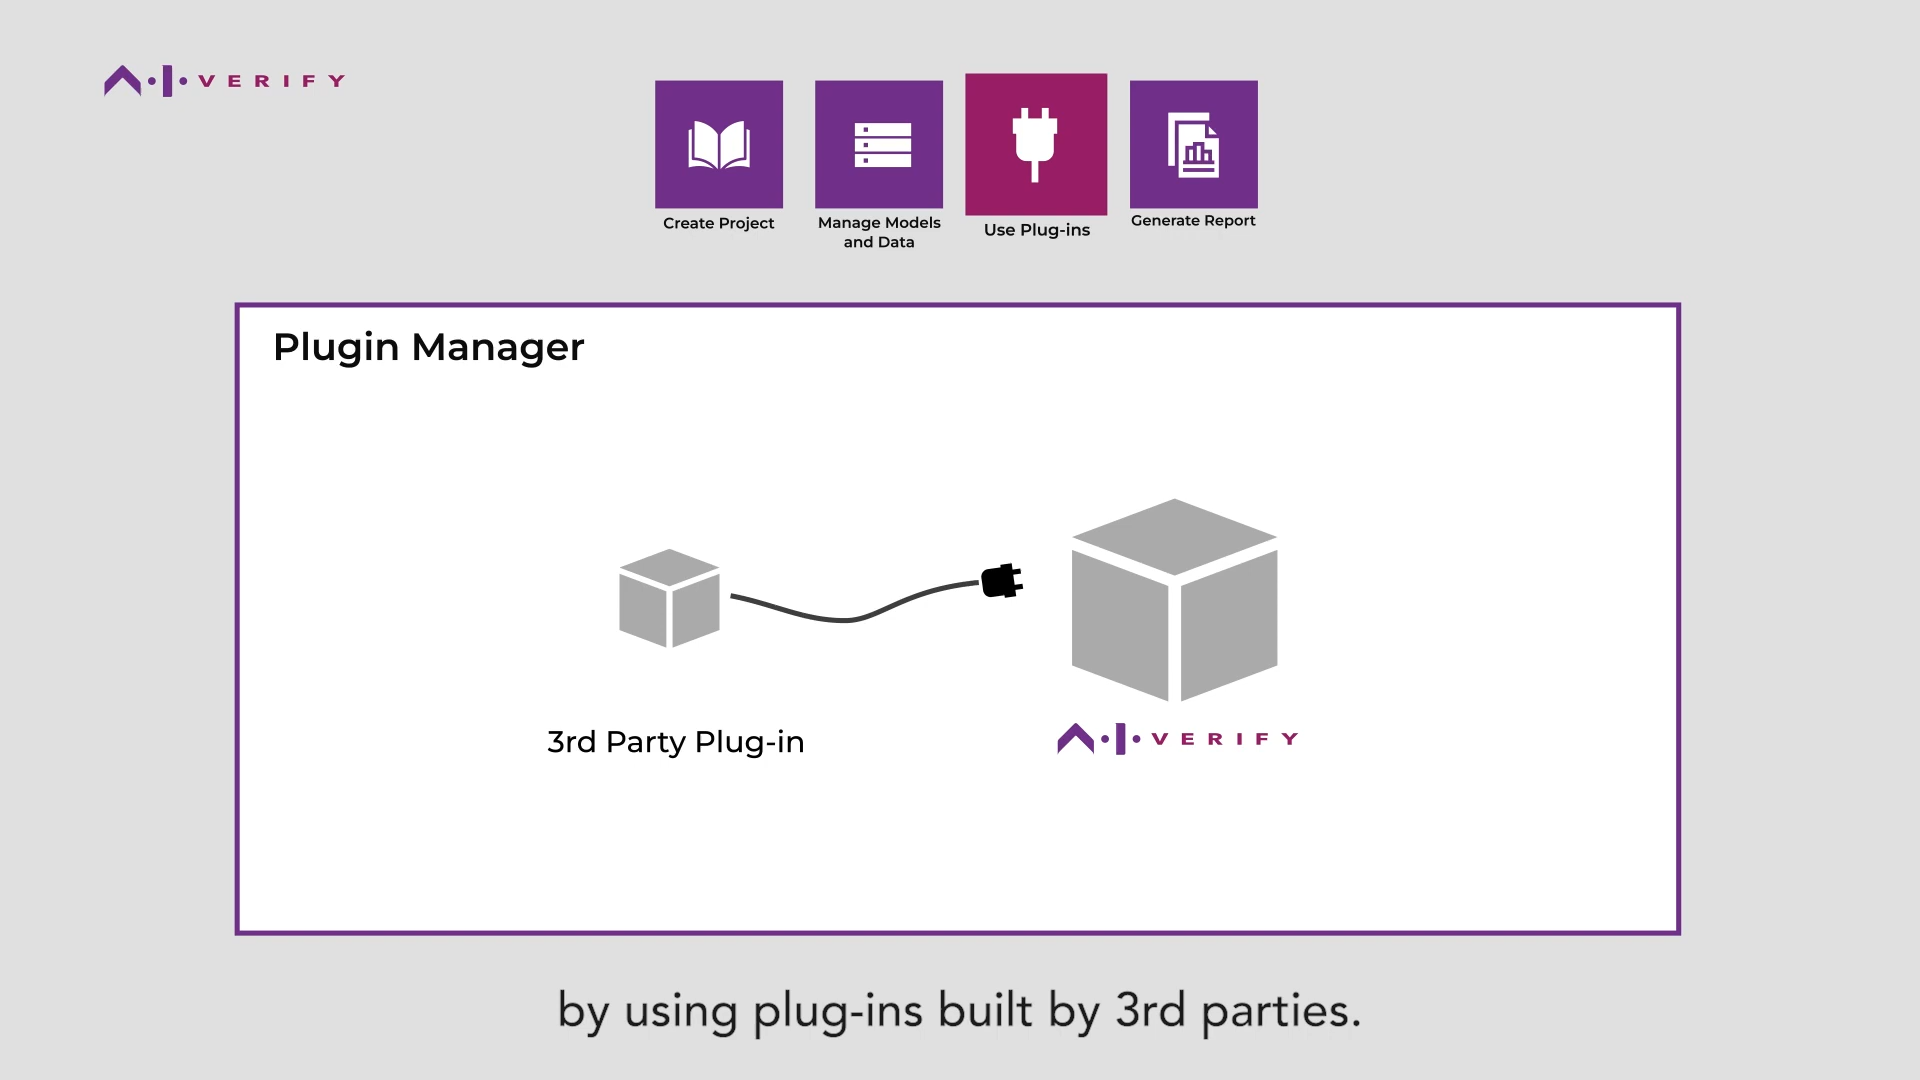 A.I. VERIFY
Create Project
Manage Models
and Data
Use Plug-ins
Generate Report
Plugin Manager
3rd Party Plug-in
A.I. VERIFY
by using plug-ins built by 3rd parties.